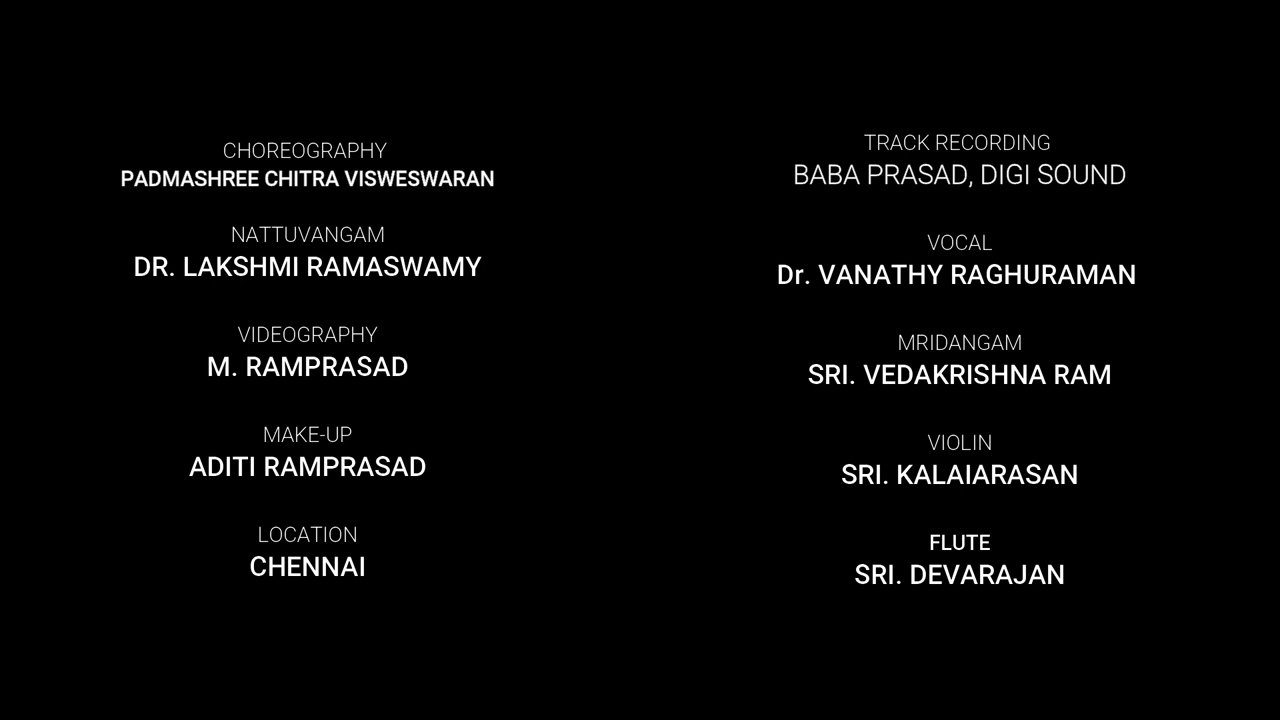 CHOREOGRAPHY
PADMASHREE CHITRA VISWESWARAN
NATTUVANGAM
DR. LAKSHMI RAMASWAMY
VIDEOGRAPHY
M. RAMPRASAD
MAKE-UP
ADITI RAMPRASAD
LOCATION
CHENNAI
TRACK RECORDING
BABA PRASAD, DIGI SOUND
VOCAL
Dr. VANATHY RAGHURAMAN
MRIDANGAM
SRI. VEDAKRISHNA RAM
VIOLIN
SRI. KALAIARASAN
FLUTE
SRI. DEVARAJAN